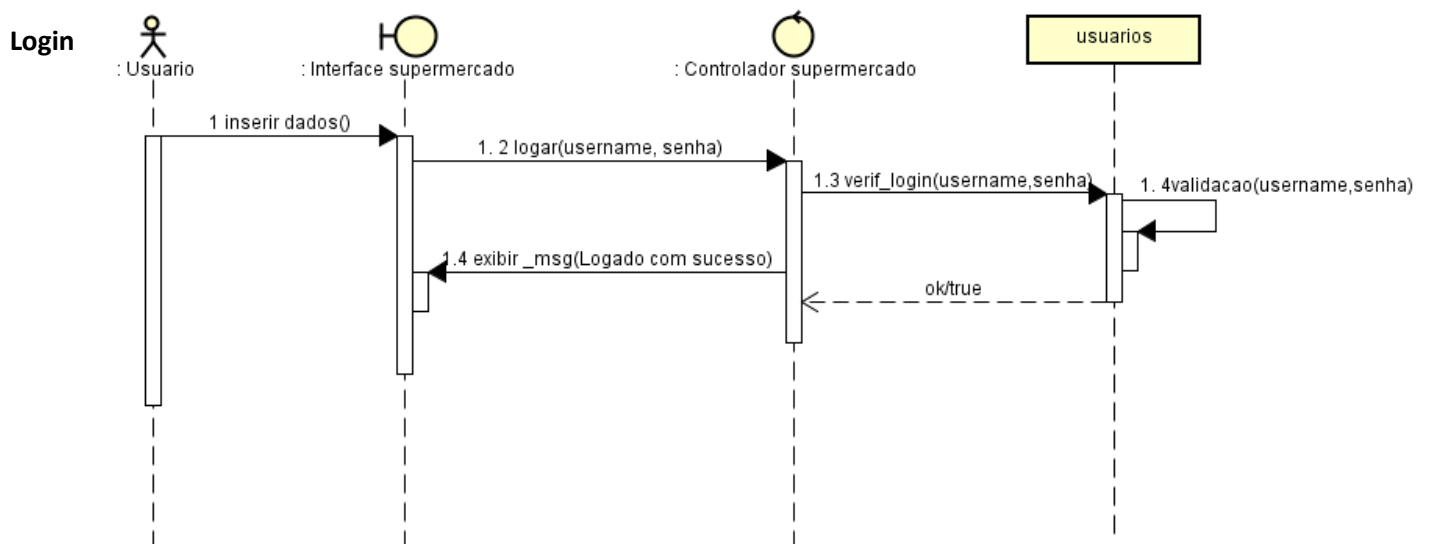 Login
: Usuario
: Interface supermercado
: Controlador supermercado
usuarios
1 inserir dados()
1. 2 logar(username, senha)
1.3 verif_login(username,senha)
1. 4validacao(username,senha)
1.4 exibir _msg(Logado com sucesso)
ok/true